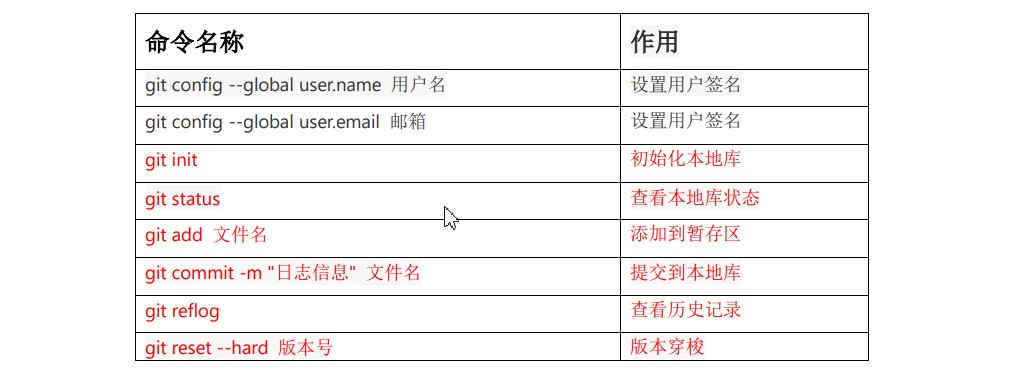 命令名称 作用
git config --global user.name 用户名 设置用户签名
git config --global user.email 邮箱 设置用户签名
git init 初始化本地库
git status 查看本地库状态
git add 文件名 添加到暂存区
git commit -m "日志信息" 文件名 提交到本地库
git reflog 查看历史记录
git reset --hard 版本号 版本穿梭